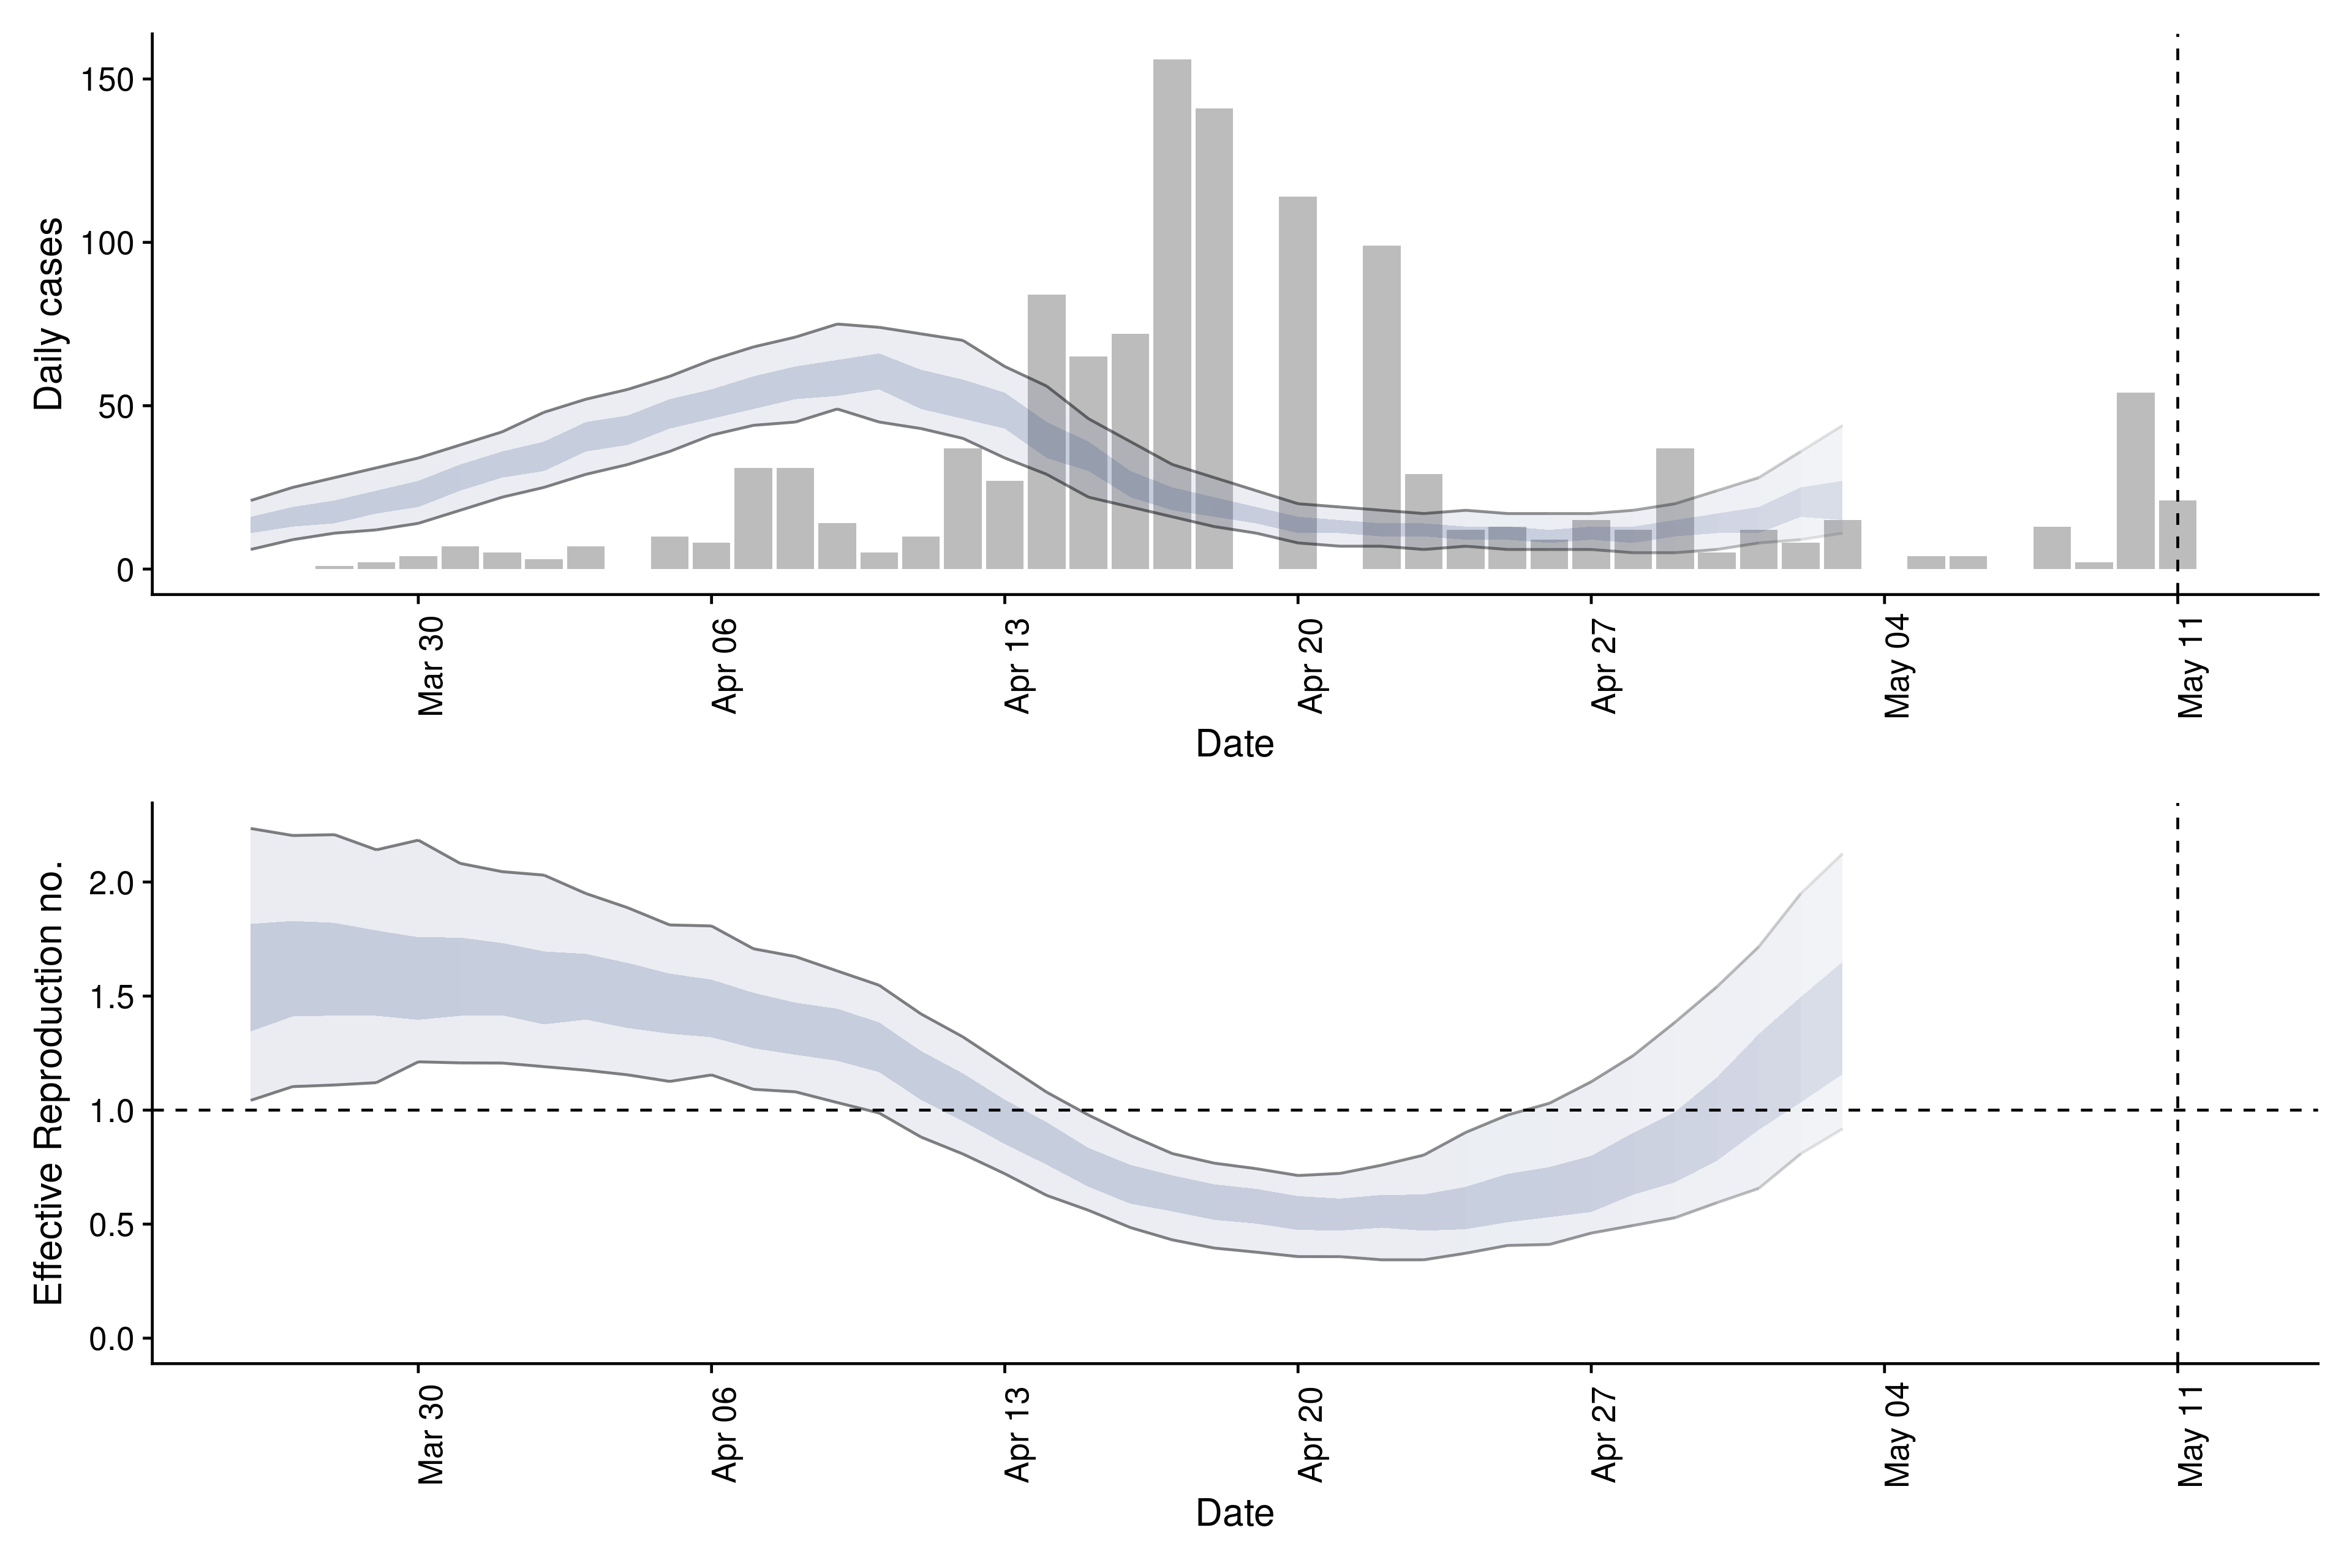 Daily cases
150
100
50
0
Mar 30
Apr 06
Apr 13
Apr 20
Apr 27
May 04
May 11
Date
Effective Reproduction no.
2.0
1.5
1.0
0.5
0.0
Mar 30
Apr 06
Apr 13
Apr 20
Apr 27
May 04
May 11
Date